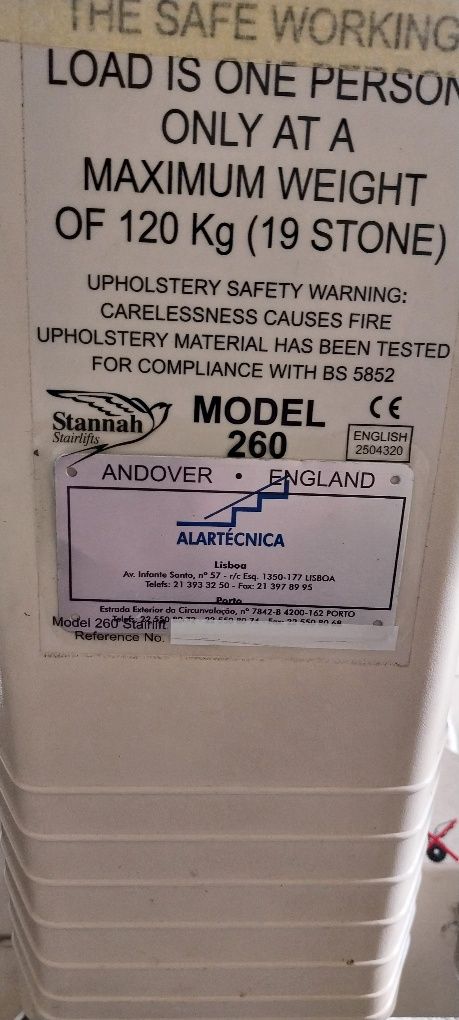 THE SAFE WORKING
LOAD IS ONE PERSON
ONLY AT A
MAXIMUM WEIGHT
OF 120 Kg (19 STONE)
UPHOLSTERY SAFETY WARNING:
CARELESSNESS CAUSES FIRE
UPHOLSTERY MATERIAL HAS BEEN TESTED
FOR COMPLIANCE WITH BS 5852
Stannah
Stairlifts
MODEL
260
CE
ENGLISH
2504320
ANDOVER • ENGLAND
ALARTÉCNICA
Lisboa
Av. Infante Santo, nº 57 - r/c Esq. 1350-177 LISBOA
Telefs: 21 393 32 50 - Fax: 21 397 89 95
Porto
Estrada Exterior da Circunvalação, nº 7842-B 4200-162 PORTO
Model 260 Stairlift
Reference No.